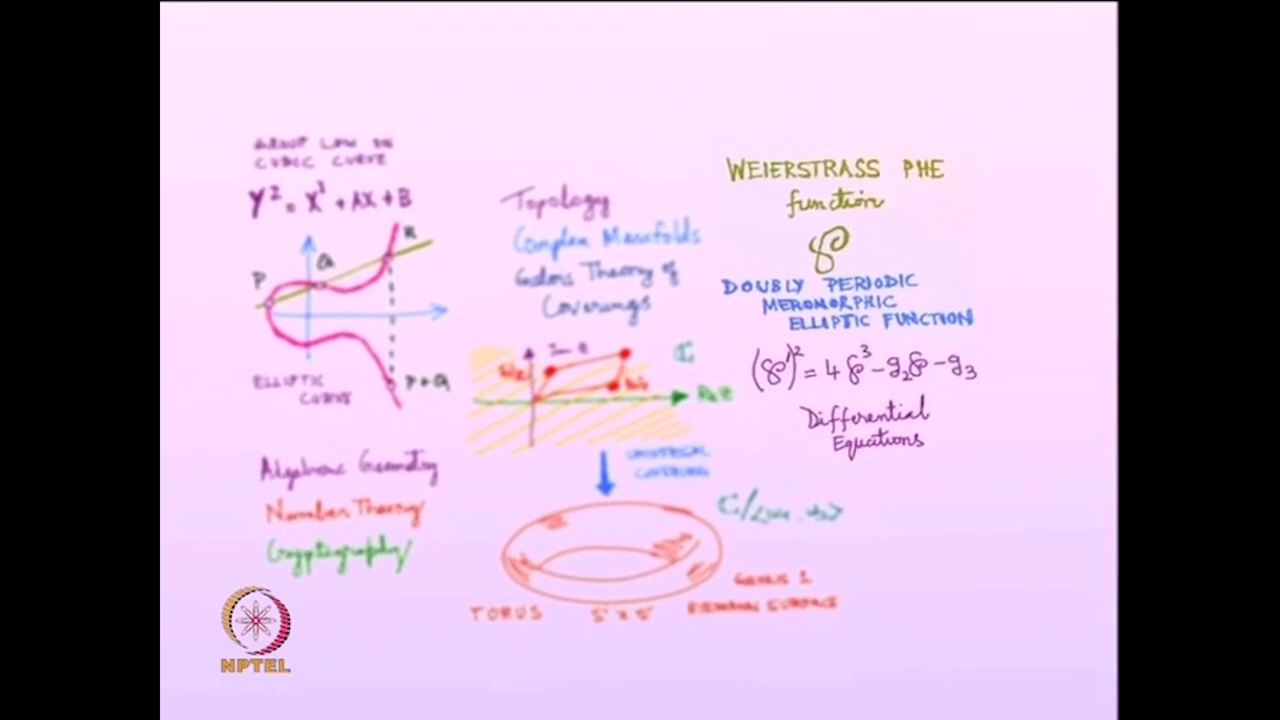 GROUP LAW ON
CUBIC CURVE
Y² = X³ + AX + B
R
Q
P
P+Q
ELLIPTIC
CURVE
Algebraic Geometry
Number Theory
Cryptography
Topology
Complex Manifolds
Galois Theory of
Coverings
ℂ
Re z
UNIVERSAL
COVERING
TORUS S¹ x S¹
GENUS 1
RIEMANN SURFACE
WEIERSTRASS PHE
function
℘
DOUBLY PERIODIC
MEROMORPHIC
ELLIPTIC FUNCTION
(℘')² = 4℘³ - g₂℘ - g₃
Differential
Equations
NPTEL